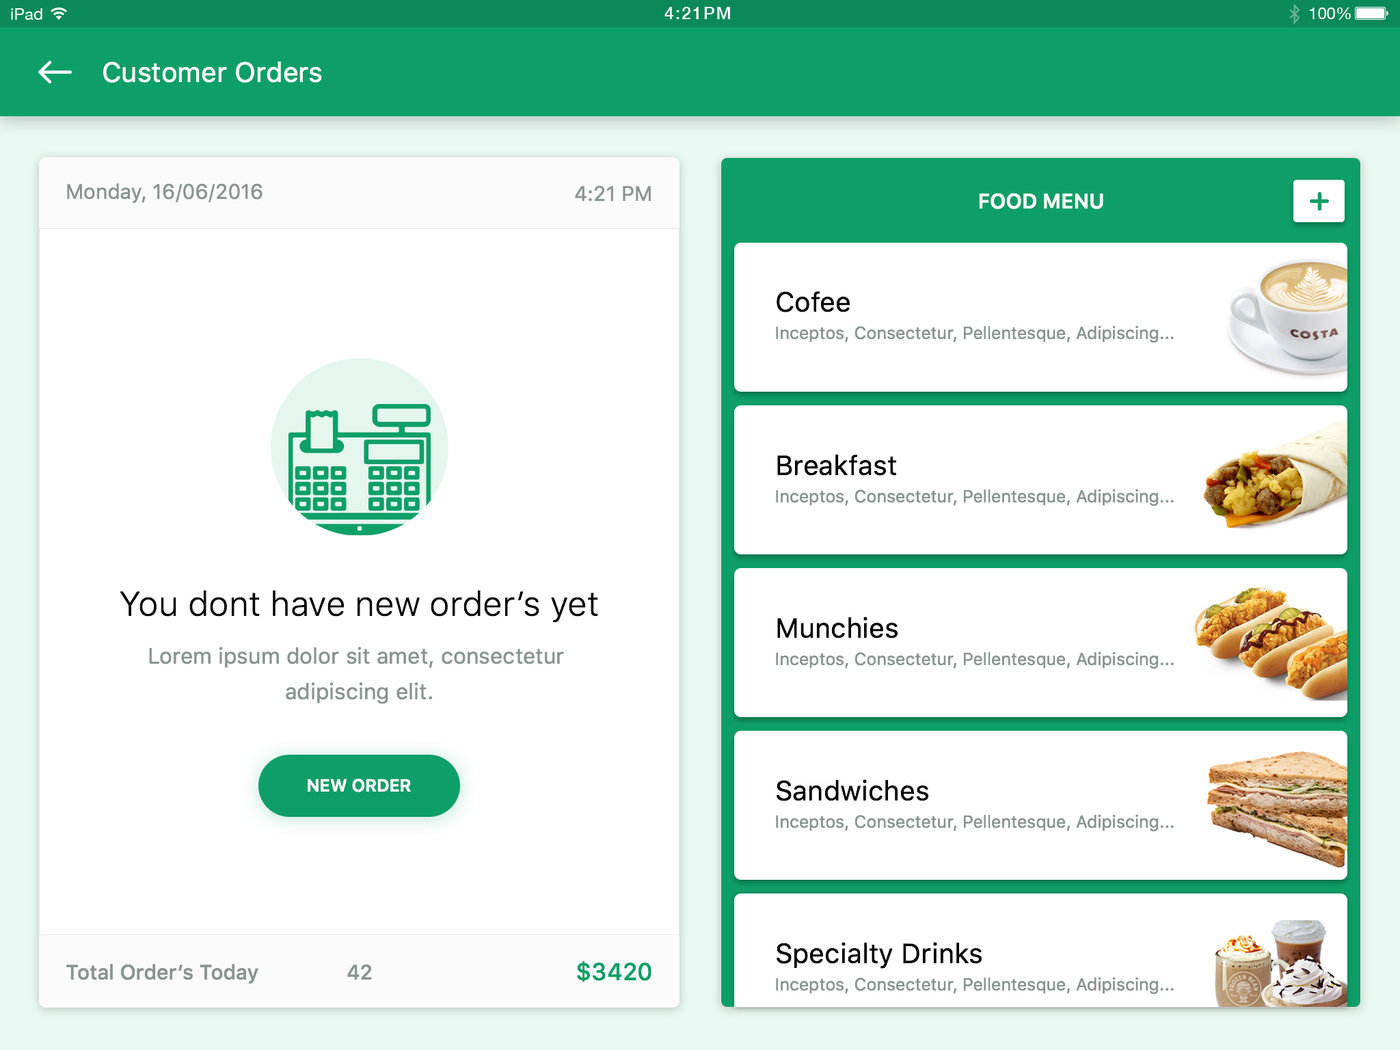 iPad
4:21PM
100%
Customer Orders
Monday, 16/06/2016
4:21 PM
You dont have new order’s yet
Lorem ipsum dolor sit amet, consectetur
adipiscing elit.
NEW ORDER
Total Order’s Today
42
$3420
FOOD MENU
Cofee
Inceptos, Consectetur, Pellentesque, Adipiscing...
COSTA
Breakfast
Inceptos, Consectetur, Pellentesque, Adipiscing...
Munchies
Inceptos, Consectetur, Pellentesque, Adipiscing...
Sandwiches
Inceptos, Consectetur, Pellentesque, Adipiscing...
Specialty Drinks
Inceptos, Consectetur, Pellentesque, Adipiscing...